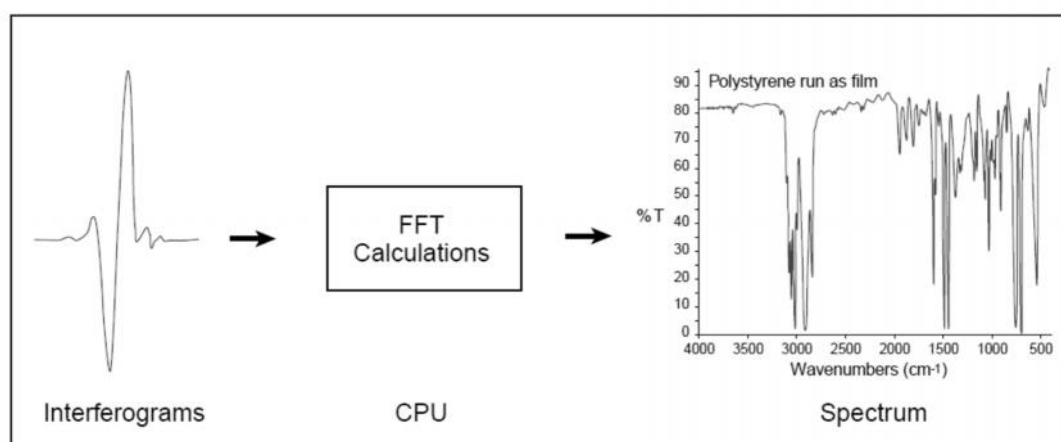 FFT
Calculations
Polystyrene run as film
90
80
70
60
50
%T
40
30
20
10
0
4000 3500 3000 2500 2000 1500 1000 500
Wavenumbers (cm-1)
Interferograms CPU Spectrum